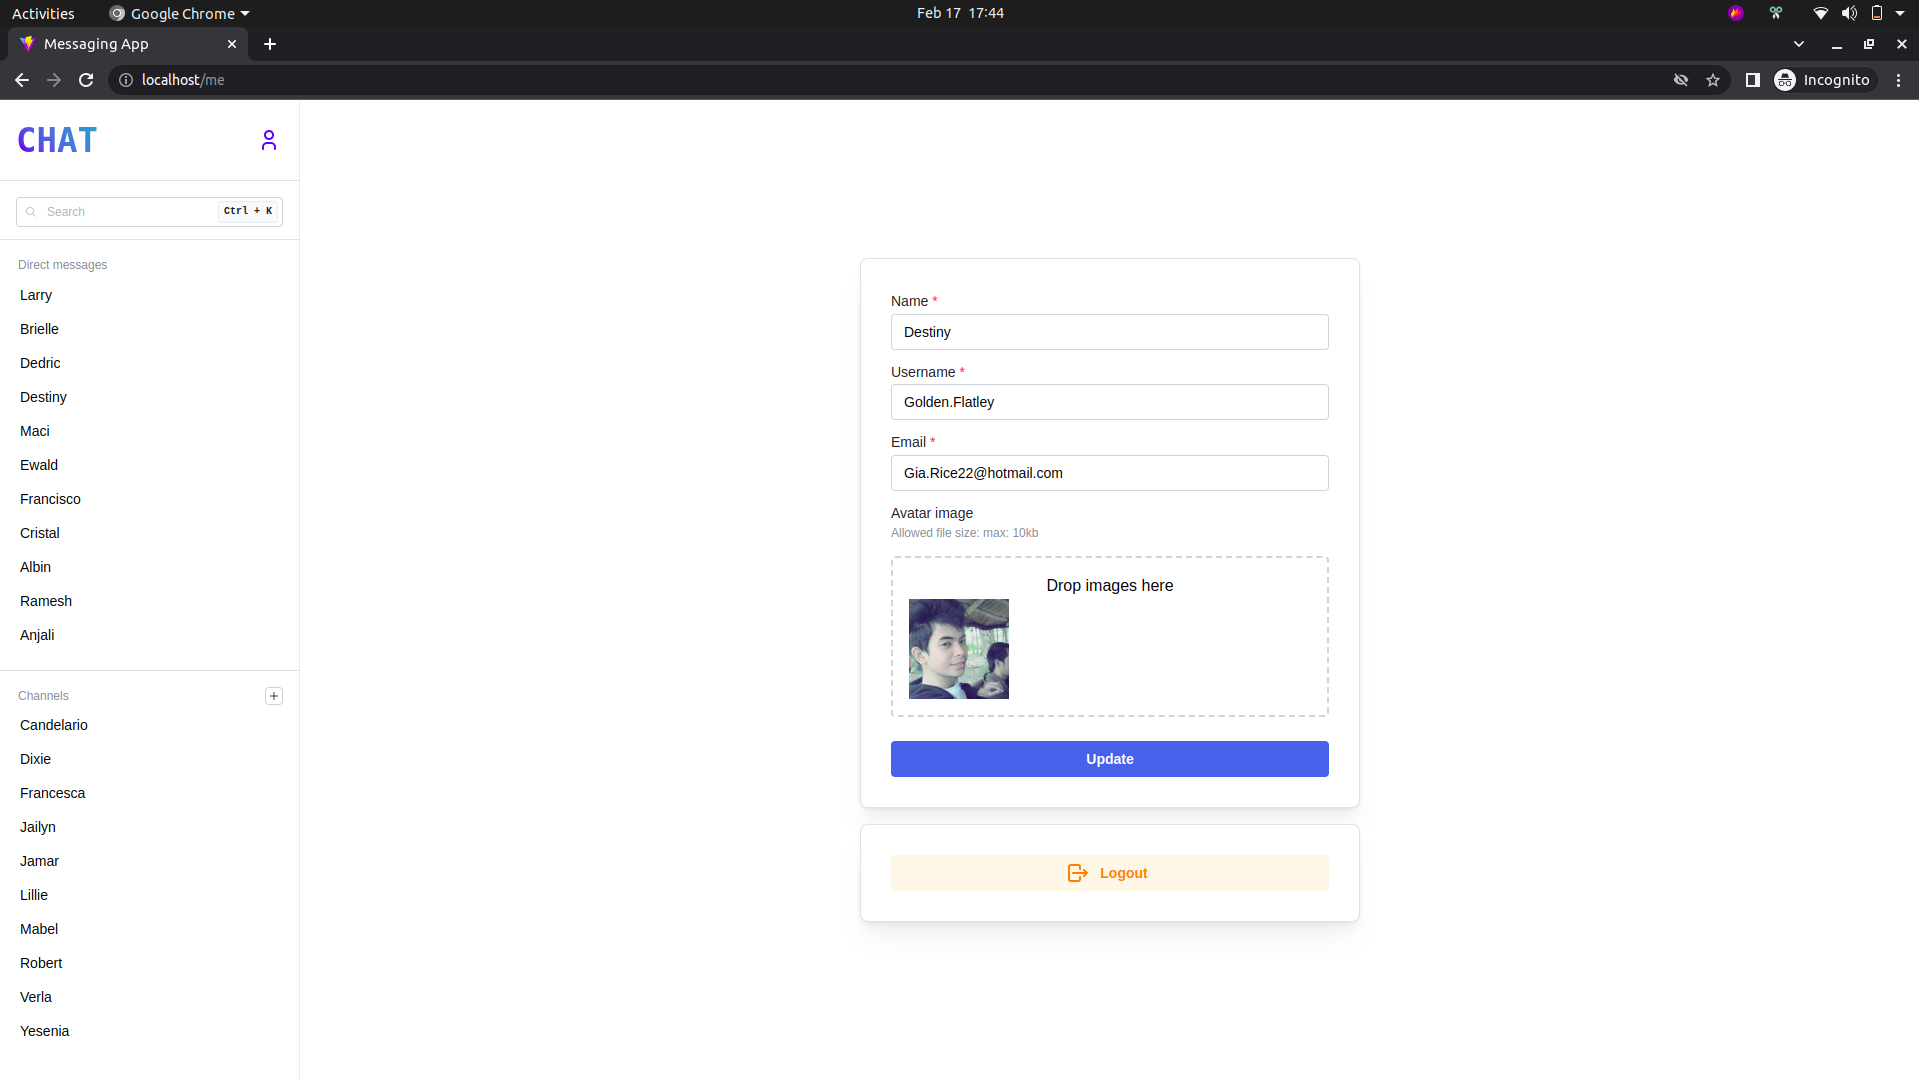 Activities
Google Chrome
Feb 17 17:44
Messaging App
localhost/me
Incognito
CHAT
Search
Ctrl + K
Direct messages
Larry
Brielle
Dedric
Destiny
Maci
Ewald
Francisco
Cristal
Albin
Ramesh
Anjali
Channels
Candelario
Dixie
Francesca
Jailyn
Jamar
Lillie
Mabel
Robert
Verla
Yesenia
Name *
Destiny
Username *
Golden.Flatley
Email *
Gia.Rice22@hotmail.com
Avatar image
Allowed file size: max: 10kb
Drop images here
Update
Logout